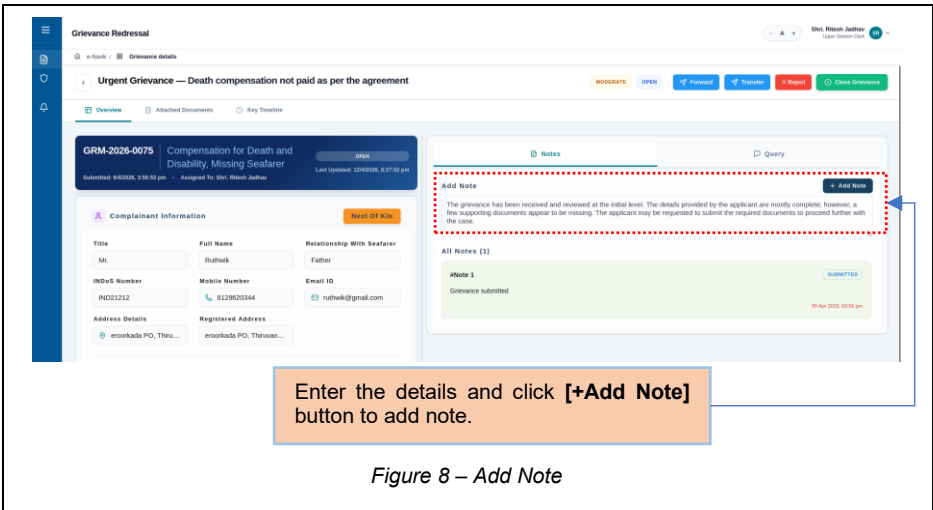 Grievance Redressal
- A +
Shri. Ritesh Jadhav
Upper Division Clerk
SR
e-Navik / Grievance details
Urgent Grievance — Death compensation not paid as per the agreement
MODERATE
OPEN
Forward
Transfer
× Reject
Close Grievance
Overview
Attached Documents
Key Timeline
GRM-2026-0075
Compensation for Death and
Disability, Missing Seafarer
OPEN
Last Updated: 12/4/2026, 9:27:52 pm
Submitted: 6/4/2026, 3:58:53 pm • Assigned To: Shri. Ritesh Jadhav
Notes
Query
Add Note
+ Add Note
The grievance has been received and reviewed at the initial level. The details provided by the applicant are mostly complete; however, a
few supporting documents appear to be missing. The applicant may be requested to submit the required documents to proceed further with
the case.
Complainant Information
Next Of Kin
Title
Full Name
Relationship With Seafarer
Mr.
Ruthwik
Father
INDoS Number
Mobile Number
Email ID
IND21212
8129620344
ruthwik@gmail.com
Address Details
Registered Address
eroorkada PO, Thiru...
eroorkada PO, Thiruvan...
All Notes (1)
#Note 1
SUBMITTED
Grievance submitted
Apr 2026, 03:58 pm
Enter the details and click [+Add Note]
button to add note.
Figure 8 – Add Note